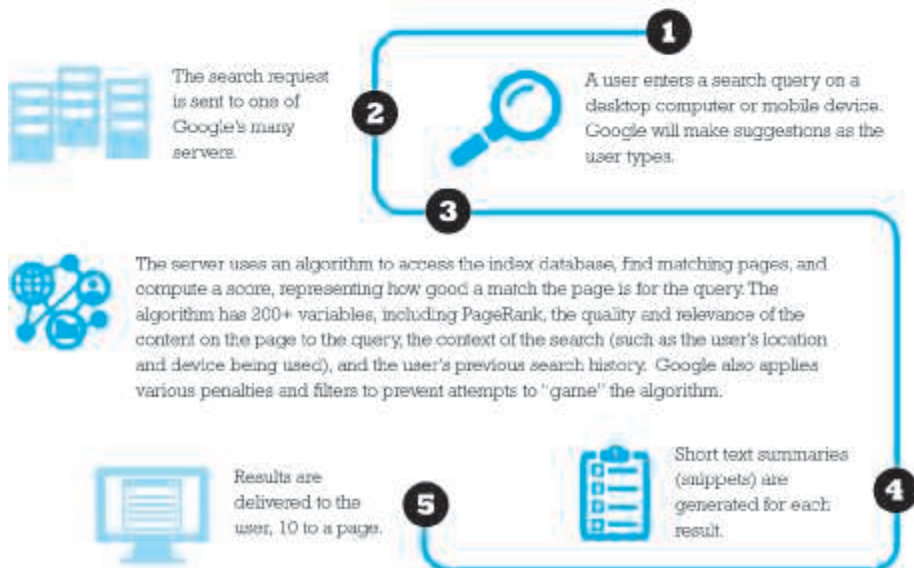 1
A user enters a search query on a
desktop computer or mobile device.
Google will make suggestions as the
user types.
2
The search request
is sent to one of
Google's many
servers.
3
The server uses an algorithm to access the index database, find matching pages, and
compute a score, representing how good a match the page is for the query. The
algorithm has 200+ variables, including PageRank, the quality and relevance of the
content on the page to the query, the context of the search (such as the user's location
and device being used), and the user's previous search history. Google also applies
various penalties and filters to prevent attempts to "game" the algorithm.
4
Short text summaries
(snippets) are
generated for each
result.
5
Results are
delivered to the
user, 10 to a page.